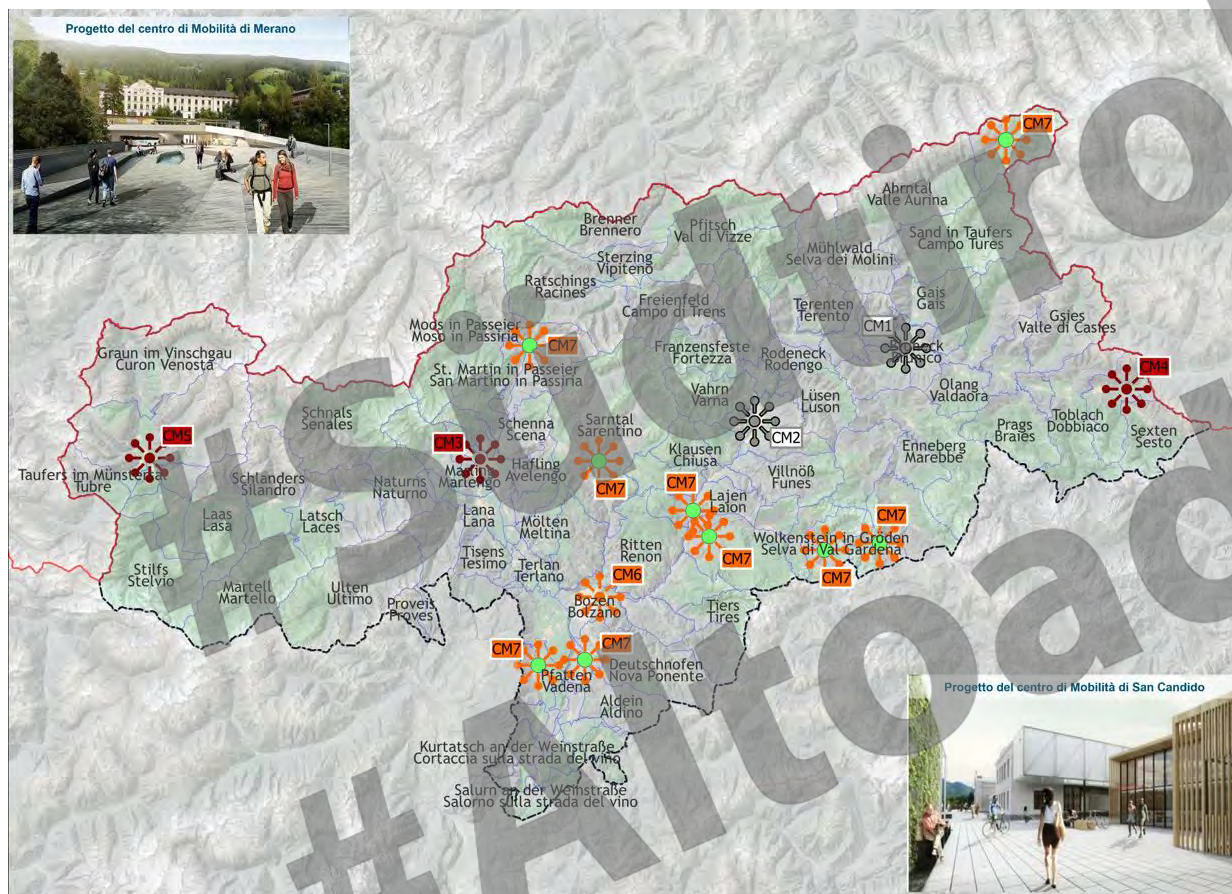 Progetto del centro di Mobilità di Merano
CM7
Ahrntal
Valle Aurina
Brenner
Brennero
Pfitsch
Val di Vizze
Sand in Taufers
Campo Tures
Mühlwald
Selva dei Molini
Sterzing
Vipiteno
Ratschings
Racines
Freienfeld
Campo di Trens
Gais
Gais
Terenten
Terento
Gsies
Valle di Casies
CM1
Moos in Passeier
Moso in Passiria
CM7
Franzensfeste
Fortezza
Rodeneck
Rodengo
Graun im Vinschgau
Curon Venosta
St. Martin in Passeier
San Martino in Passiria
CM4
Olang
Valdaora
Vahrn
Varna
Lüsen
Luson
Schnals
Senales
Schenna
Scena
Sarntal
Sarentino
Toblach
Dobbiaco
Prags
Braies
Sexten
Sesto
CM5
CM3
CM2
Klausen
Chiusa
Enneberg
Marebbe
Taufers im Münstertal
Tubre
Schlanders
Silandro
Naturns
Naturno
Marling
Marlengo
Hafling
Avelengo
CM7
Villnöß
Funes
CM7
Lajen
Laion
Laas
Lasa
Latsch
Laces
Lana
Lana
Mölten
Meltina
CM7
Wolkenstein in Gröden
Selva di Val Gardena
Ritten
Renon
CM7
CM7
Tisens
Tesimo
Terlan
Terlano
Stilfs
Stelvio
Martell
Martello
Ulten
Ultimo
Proveis
Proves
CM6
Bozen
Bolzano
Tiers
Tires
CM7
CM7
Deutschnofen
Nova Ponente
Pfatten
Vadena
Aldein
Aldino
Kurtatsch an der Weinstraße
Cortaccia sulla strada del vino
Salurn an der Weinstraße
Salorno sulla strada del vino
Progetto del centro di Mobilità di San Candido
#Südtiro
#Altoad